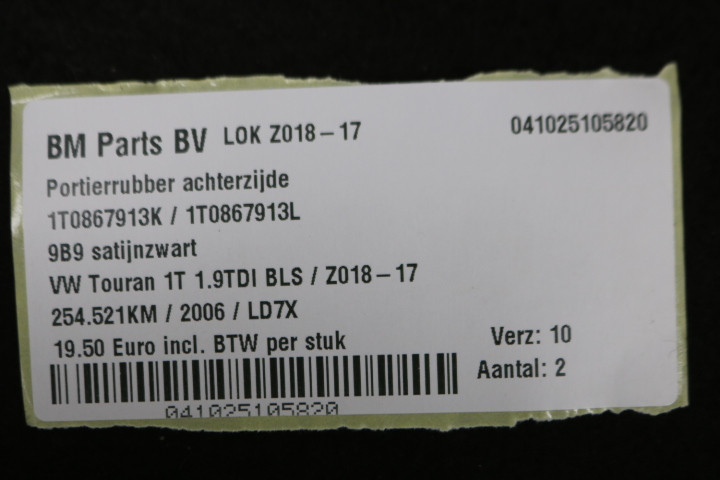 BM Parts BV LOK Z018-17 041025105820
Portierrubber achterzijde
1T0867913K / 1T0867913L
9B9 satijnzwart
VW Touran 1T 1.9TDI BLS / Z018-17
254.521KM / 2006 / LD7X
19.50 Euro incl. BTW per stuk Verz: 10
Aantal: 2
041025105820